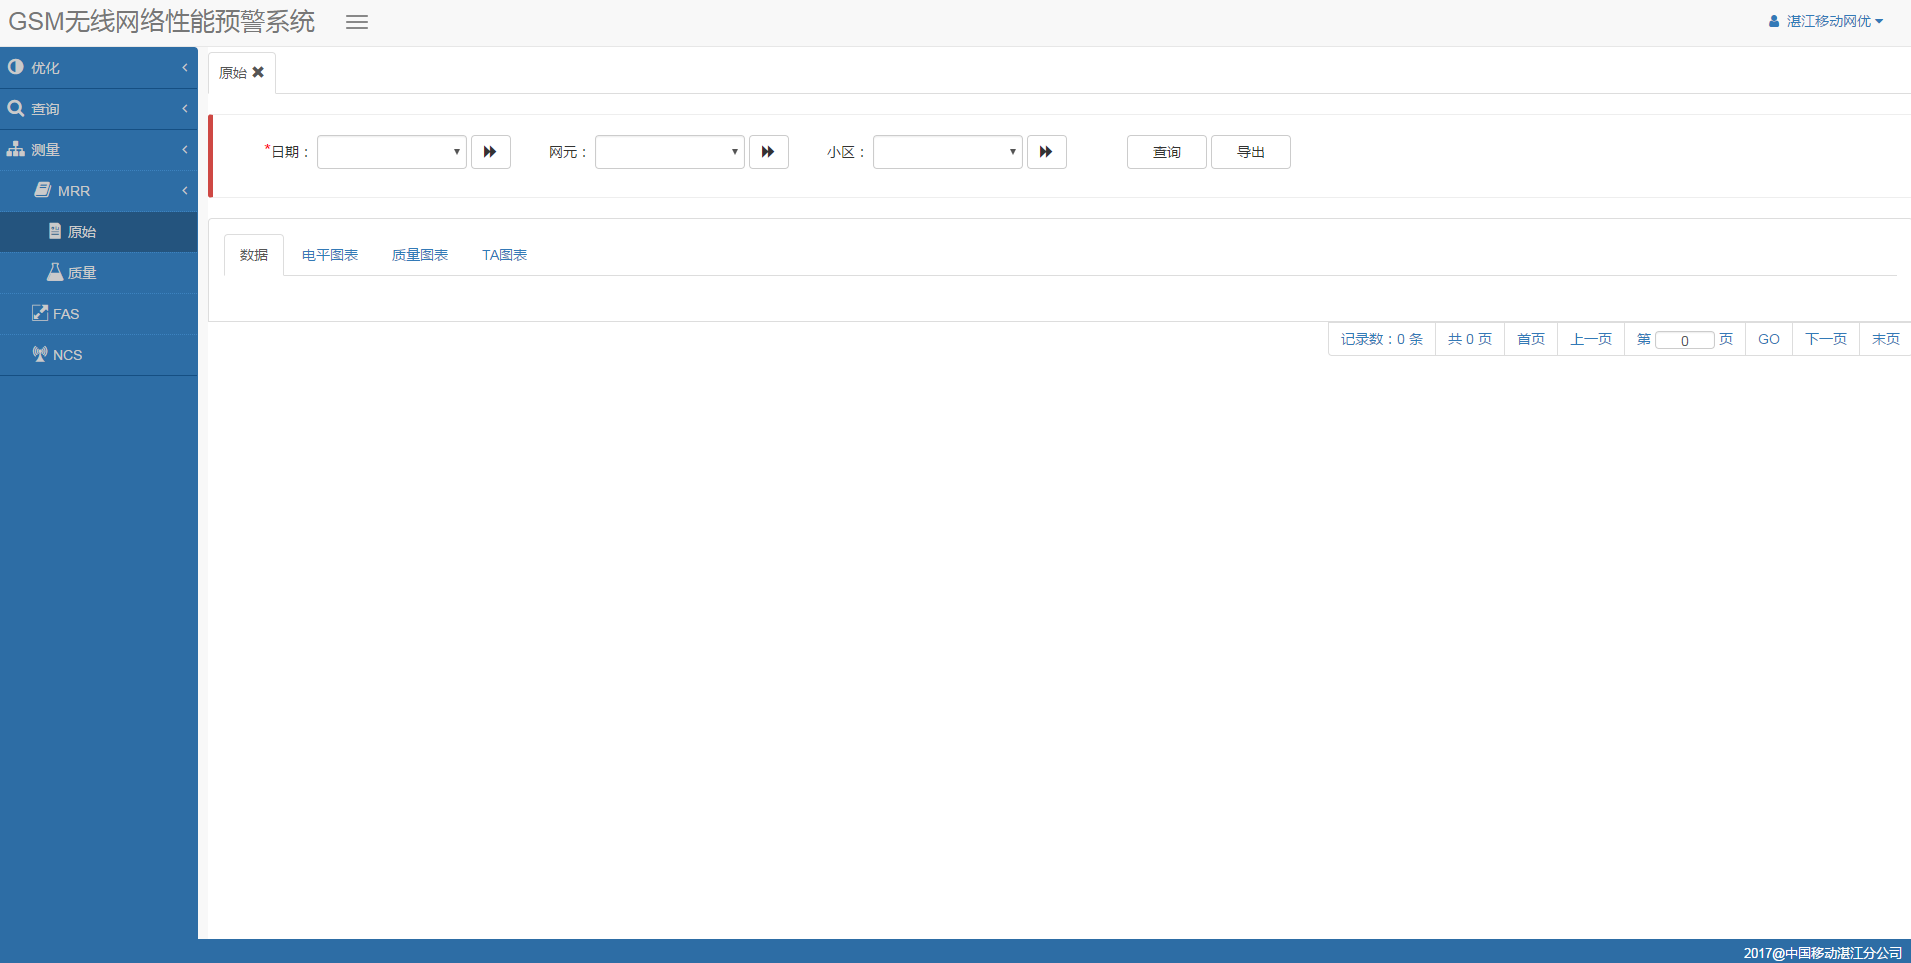 GSM无线网络性能预警系统
湛江移动网优
优化
查询
测量
MRR
原始
质量
FAS
NCS
原始
*日期：
网元：
小区：
查询 导出
数据 电平图表 质量图表 TA图表
记录数：0 条 共 0 页 首页 上一页 第 0 页 GO 下一页 末页
2017@中国移动湛江分公司